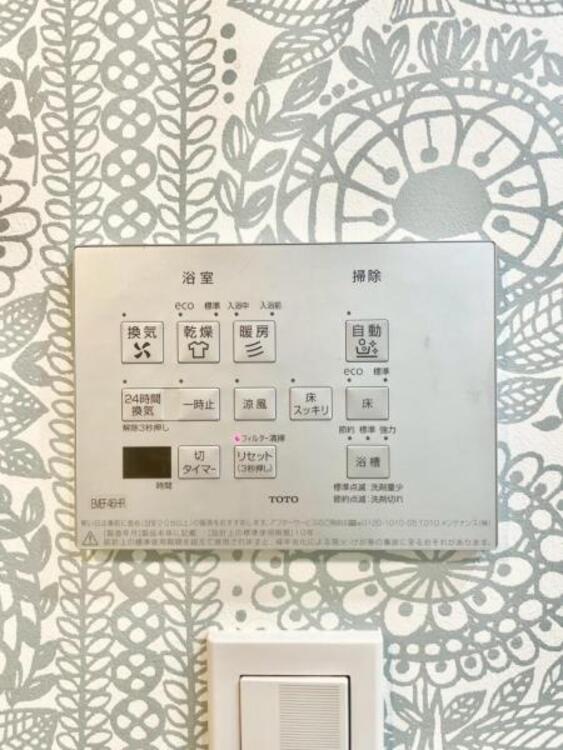 浴室 掃除
eco 標準 入浴中 入浴前
換気 乾燥 暖房 自動
eco 標準
24時間換気 一時止 涼風 床スッキリ 床
解除3秒押し 節約 標準 強力
フィルター清掃
切タイマー リセット(3秒押し) 浴槽
時間 標準点滅:洗剤量少
節約点滅:洗剤切れ
TOTO